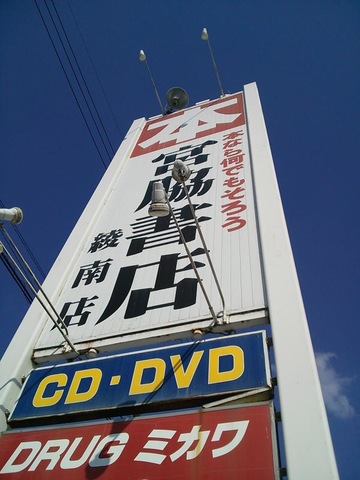 本
本なら何でもそろう
宮脇書店
綾南店
CD・DVD
DRUG ミカワ